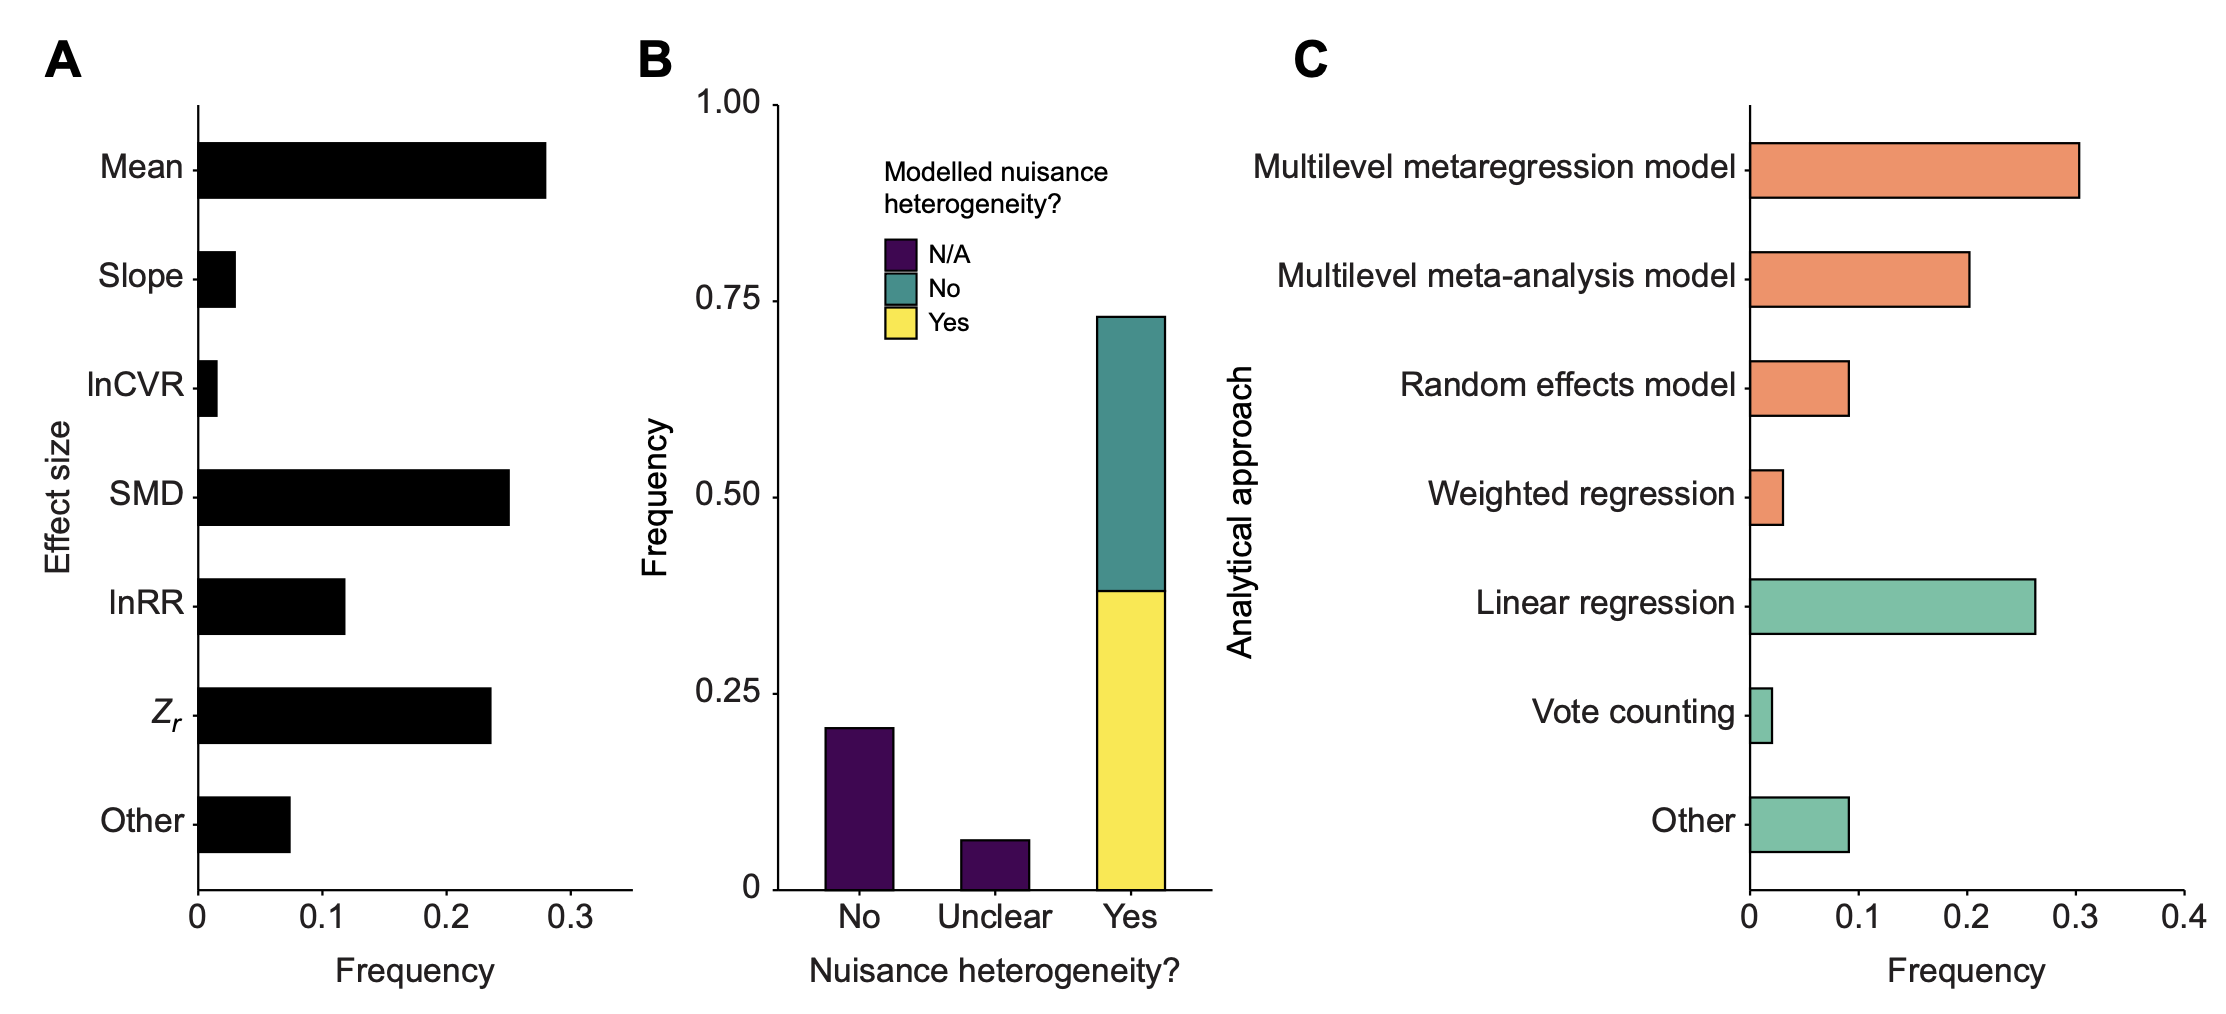 A
Effect size
Mean
Slope
lnCVR
SMD
lnRR
Zr
Other
0 0.1 0.2 0.3
Frequency
B
Frequency
1.00
0.75
0.50
0.25
0
Modelled nuisance
heterogeneity?
N/A
No
Yes
No Unclear Yes
Nuisance heterogeneity?
C
Analytical approach
Multilevel metaregression model
Multilevel meta-analysis model
Random effects model
Weighted regression
Linear regression
Vote counting
Other
0 0.1 0.2 0.3 0.4
Frequency